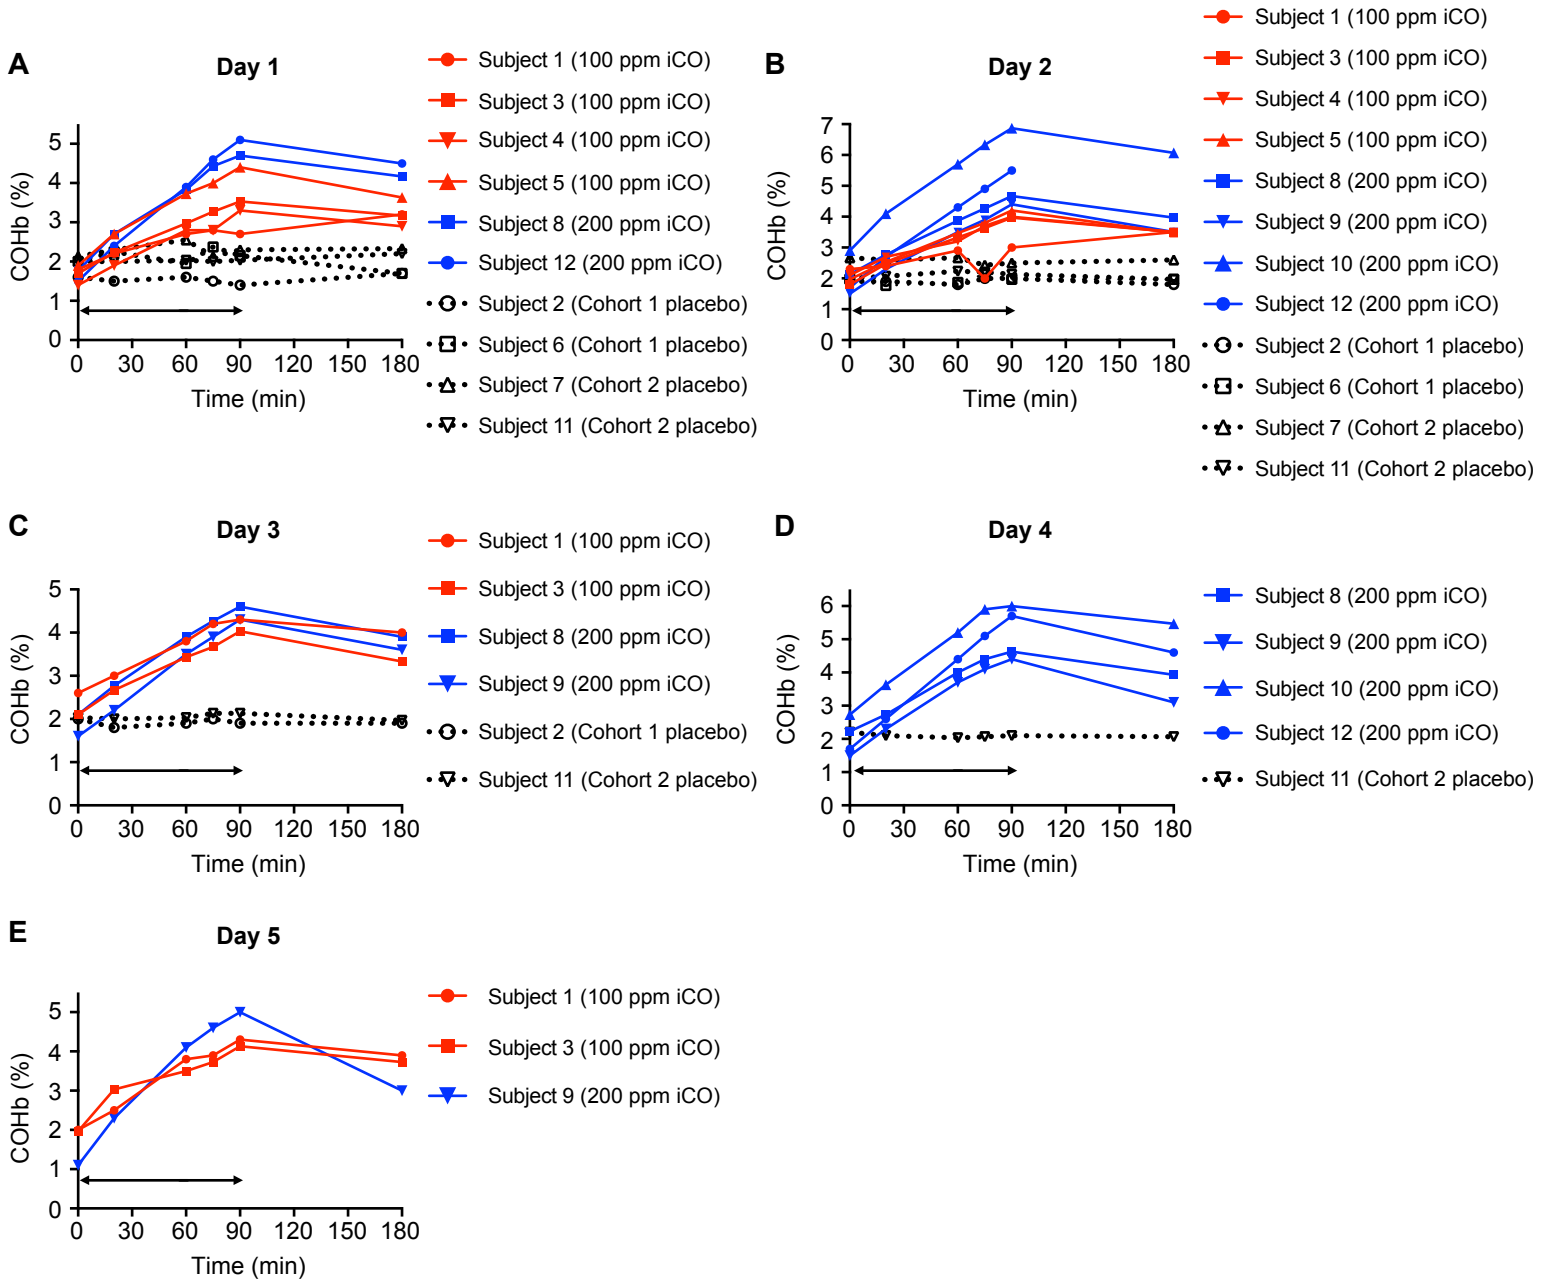 A
Day 1
COHb (%)
5
4
3
2
1
0
0 30 60 90 120 150 180
Time (min)
Subject 1 (100 ppm iCO)
Subject 3 (100 ppm iCO)
Subject 4 (100 ppm iCO)
Subject 5 (100 ppm iCO)
Subject 8 (200 ppm iCO)
Subject 12 (200 ppm iCO)
Subject 2 (Cohort 1 placebo)
Subject 6 (Cohort 1 placebo)
Subject 7 (Cohort 2 placebo)
Subject 11 (Cohort 2 placebo)
B
Day 2
COHb (%)
7
6
5
4
3
2
1
0
0 30 60 90 120 150 180
Time (min)
Subject 1 (100 ppm iCO)
Subject 3 (100 ppm iCO)
Subject 4 (100 ppm iCO)
Subject 5 (100 ppm iCO)
Subject 8 (200 ppm iCO)
Subject 9 (200 ppm iCO)
Subject 10 (200 ppm iCO)
Subject 12 (200 ppm iCO)
Subject 2 (Cohort 1 placebo)
Subject 6 (Cohort 1 placebo)
Subject 7 (Cohort 2 placebo)
Subject 11 (Cohort 2 placebo)
C
Day 3
COHb (%)
5
4
3
2
1
0
0 30 60 90 120 150 180
Time (min)
Subject 1 (100 ppm iCO)
Subject 3 (100 ppm iCO)
Subject 8 (200 ppm iCO)
Subject 9 (200 ppm iCO)
Subject 2 (Cohort 1 placebo)
Subject 11 (Cohort 2 placebo)
D
Day 4
COHb (%)
6
5
4
3
2
1
0
0 30 60 90 120 150 180
Time (min)
Subject 8 (200 ppm iCO)
Subject 9 (200 ppm iCO)
Subject 10 (200 ppm iCO)
Subject 12 (200 ppm iCO)
Subject 11 (Cohort 2 placebo)
E
Day 5
COHb (%)
5
4
3
2
1
0
0 30 60 90 120 150 180
Time (min)
Subject 1 (100 ppm iCO)
Subject 3 (100 ppm iCO)
Subject 9 (200 ppm iCO)